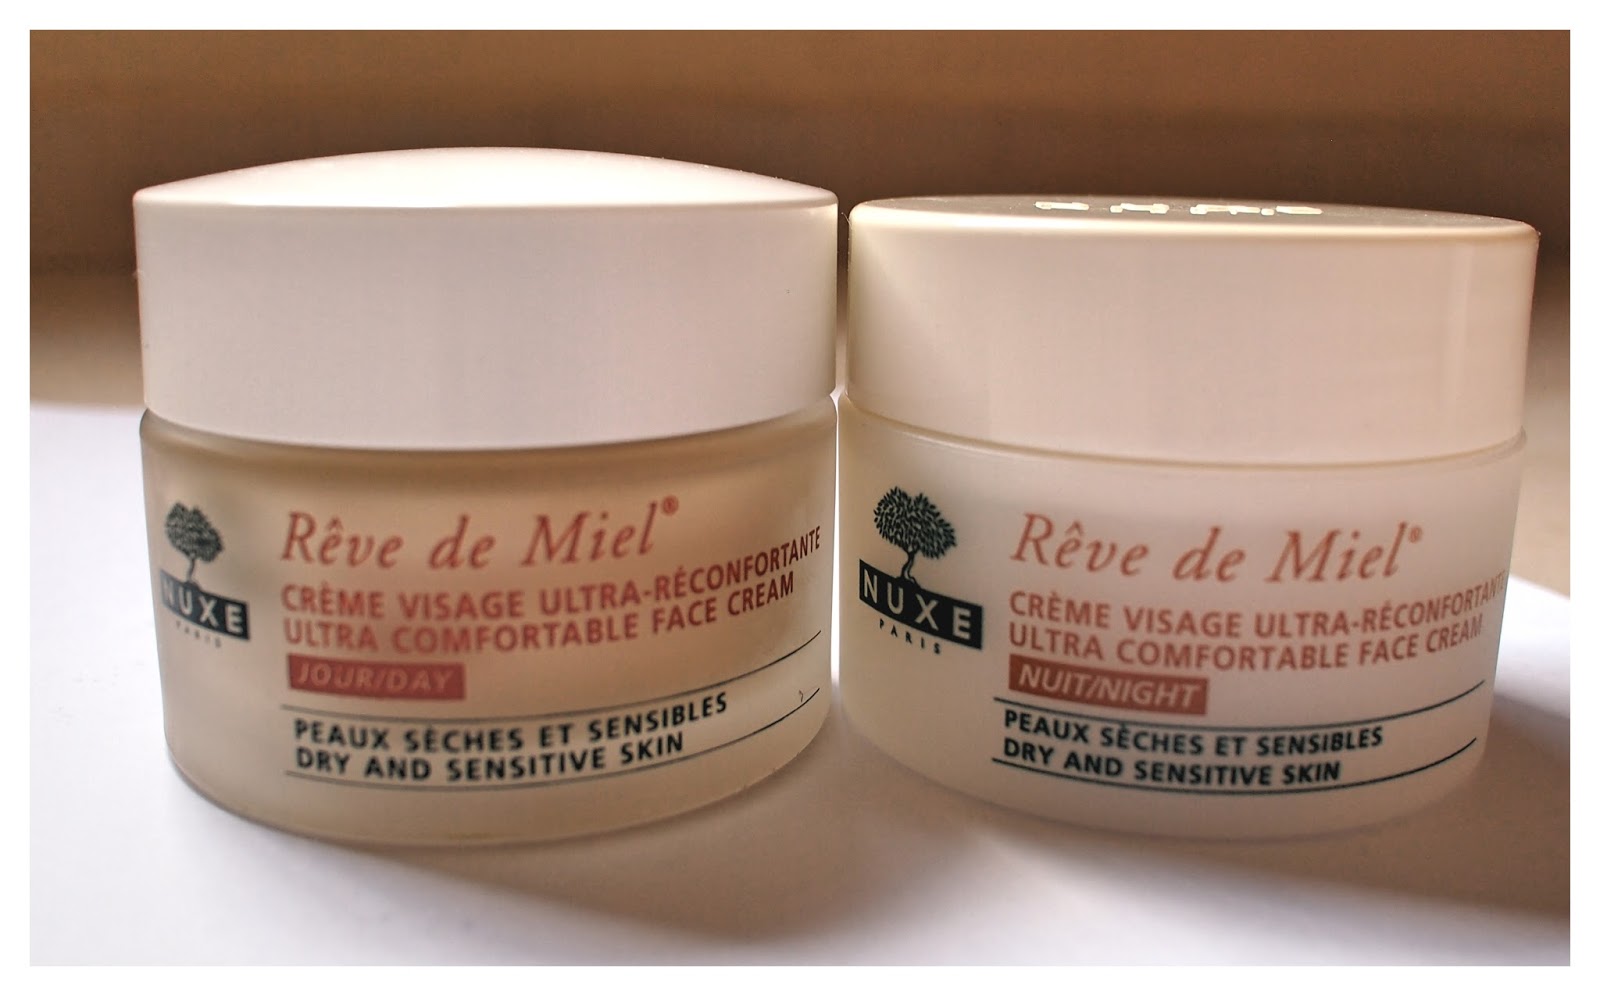 Rêve de Miel®
CRÈME VISAGE ULTRA-RÉCONFORTANTE
ULTRA COMFORTABLE FACE CREAM
JOUR/DAY
PEAUX SÈCHES ET SENSIBLES
DRY AND SENSITIVE SKIN
NUXE
PARIS
Rêve de Miel®
CRÈME VISAGE ULTRA-RÉCONFORTANTE
ULTRA COMFORTABLE FACE CREAM
NUIT/NIGHT
PEAUX SÈCHES ET SENSIBLES
DRY AND SENSITIVE SKIN
NUXE
PARIS